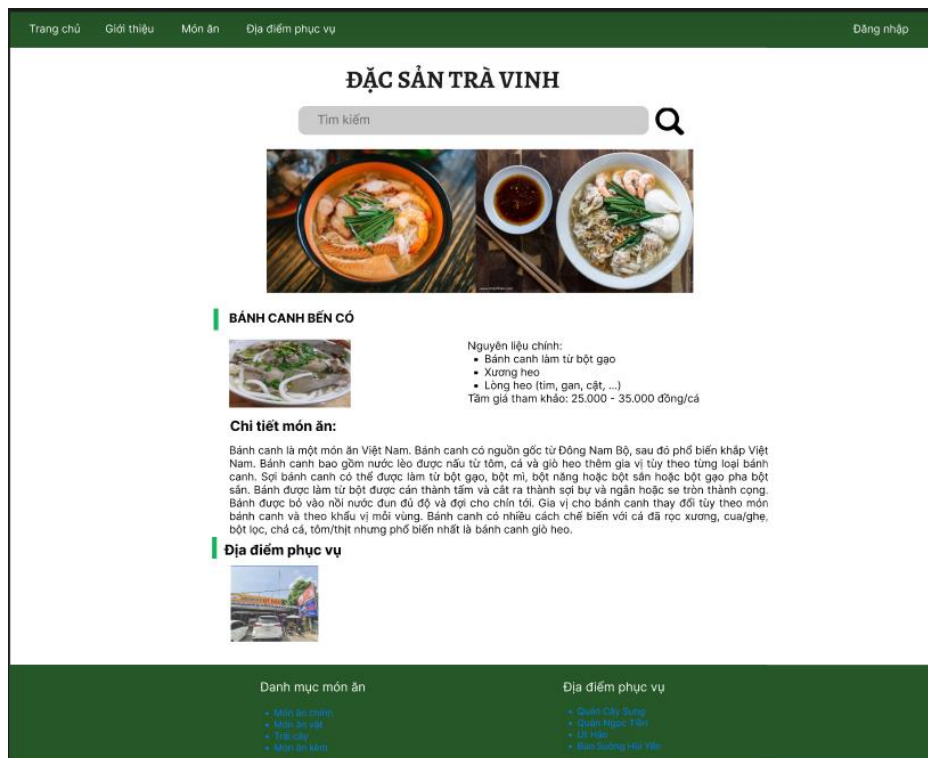 Trang chủ Giới thiệu Món ăn Địa điểm phục vụ Đăng nhập
ĐẶC SẢN TRÀ VINH
Tìm kiếm
BÁNH CANH BẾN CÓ
Nguyên liệu chính:
Bánh canh làm từ bột gạo
Xương heo
Lòng heo (tim, gan, cật, ...)
Tầm giá tham khảo: 25.000 - 35.000 đồng/cá
Chi tiết món ăn:
Bánh canh là một món ăn Việt Nam. Bánh canh có nguồn gốc từ Đông Nam Bộ, sau đó phổ biến khắp Việt
Nam. Bánh canh bao gồm nước lèo được nấu từ tôm, cá và giò heo thêm gia vị tùy theo từng loại bánh
canh. Sợi bánh canh có thể được làm từ bột gạo, bột mì, bột năng hoặc bột sắn hoặc bột gạo pha bột
sắn. Bánh được làm từ bột được cán thành tấm và cắt ra thành sợi bự và ngắn hoặc se tròn thành cọng.
Bánh được bỏ vào nồi nước đun đủ độ và đợi cho chín tới. Gia vị cho bánh canh thay đổi tùy theo món
bánh canh và theo khẩu vị mỗi vùng. Bánh canh có nhiều cách chế biến với cá đã rọc xương, cua/ghẹ,
bột lọc, chả cá, tôm/thịt nhưng phổ biến nhất là bánh canh giò heo.
Địa điểm phục vụ
Danh mục món ăn
Món ăn chính
Món ăn vặt
Trái cây
Món ăn kèm
Địa điểm phục vụ
Quán Cây Sung
Quán Ngọc Tiền
Út Hân
Bún Suông Hải Yến